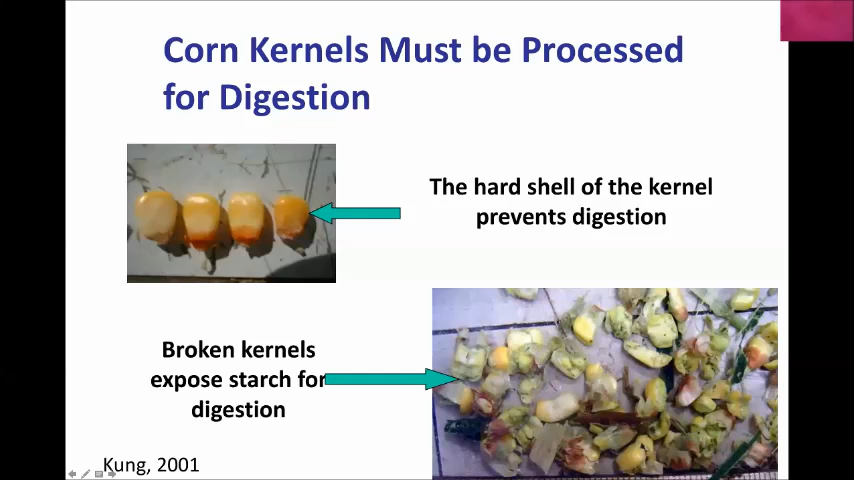 Corn Kernels Must be Processed
for Digestion
The hard shell of the kernel
prevents digestion
Broken kernels
expose starch for
digestion
Kung, 2001